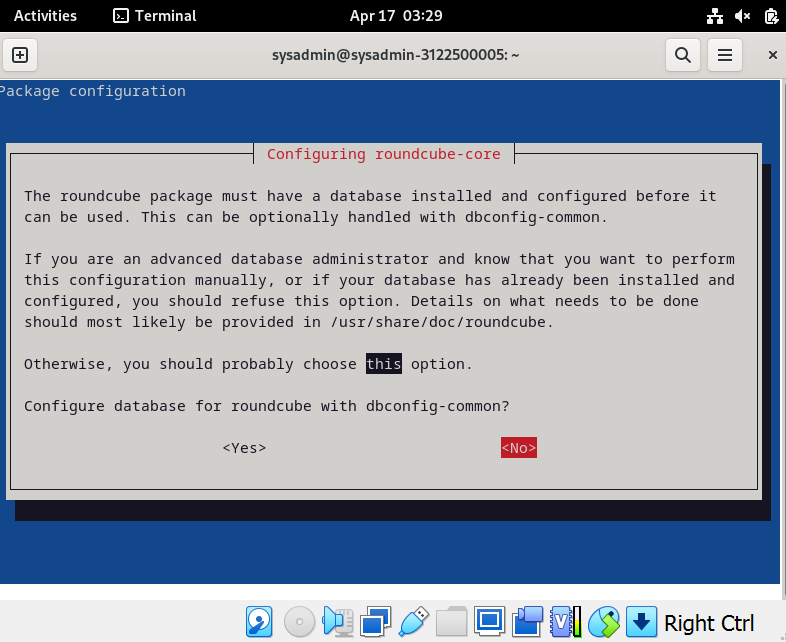 Activities Terminal Apr 17 03:29
sysadmin@sysadmin-3122500005: ~
Package configuration
Configuring roundcube-core
The roundcube package must have a database installed and configured before it
can be used. This can be optionally handled with dbconfig-common.
If you are an advanced database administrator and know that you want to perform
this configuration manually, or if your database has already been installed and
configured, you should refuse this option. Details on what needs to be done
should most likely be provided in /usr/share/doc/roundcube.
Otherwise, you should probably choose this option.
Configure database for roundcube with dbconfig-common?
<Yes> <No>
Right Ctrl